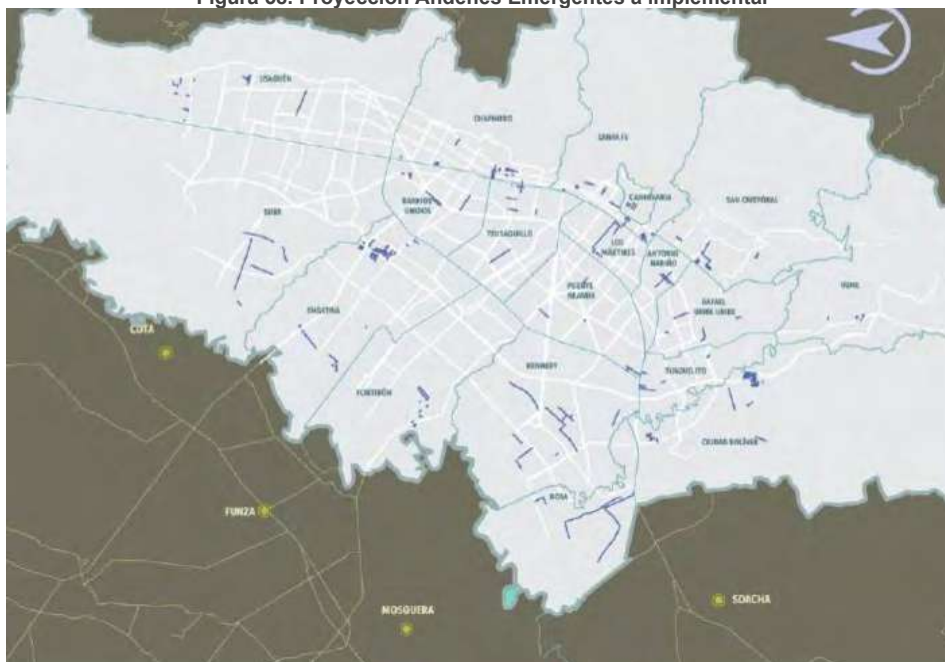 Figura 83. Proyección Andenes Emergentes a Implementar
USAQUÉN
CHAPINERO
SANTA FE
CANDELARIA
SAN CRISTÓBAL
SUBA
BARRIOS
UNIDOS
TEUSAQUILLO
LOS
MÁRTIRES
ANTONIO
NARIÑO
PUENTE
ARANDA
RAFAEL
URIBE URIBE
USME
ENGATIVÁ
COTA
FONTIBÓN
KENNEDY
TUNJUELITO
CIUDAD BOLÍVAR
BOSA
FUNZA
MOSQUERA
SOACHA